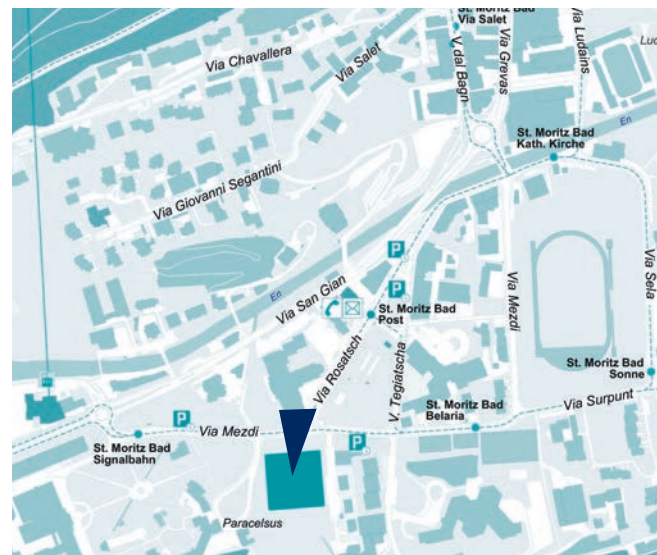 St. Moritz Bad
Via Salet
Via Chavallera
Via Salet
V. dal Bagn
Via Grevas
Via Ludains
St. Moritz Bad
Kath. Kirche
En
Via Giovanni Segantini
Via San Gian
En
P
P
St. Moritz Bad
Post
Via Rosatsch
V. Tegiatscha
Via Mezdi
Via Sela
St. Moritz Bad
Sonne
Via Surpunt
St. Moritz Bad
Belaria
P
Via Mezdi
P
St. Moritz Bad
Signalbahn
Paracelsus